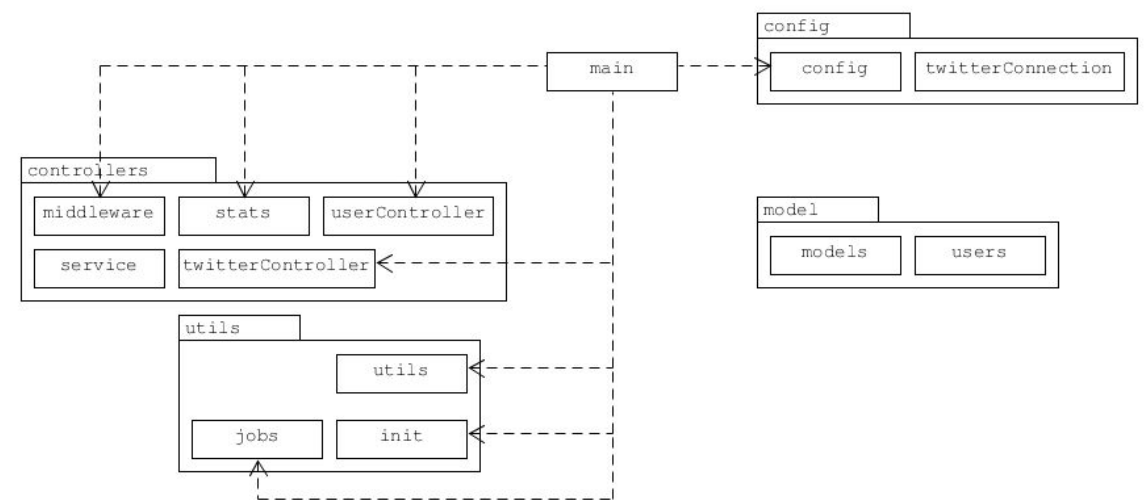 config
main
config
twitterConnection
controllers
middleware
stats
userController
model
service
twitterController
models
users
utils
utils
jobs
init